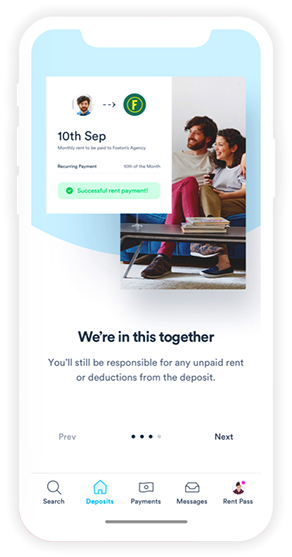 F
10th Sep
Monthly rent to be paid to Foxton's Agency
Recurring Payment 10th of the Month
Successful rent payment!
We're in this together
You'll still be responsible for any unpaid rent
or deductions from the deposit.
Prev Next
Search Deposits Payments Messages Rent Pass